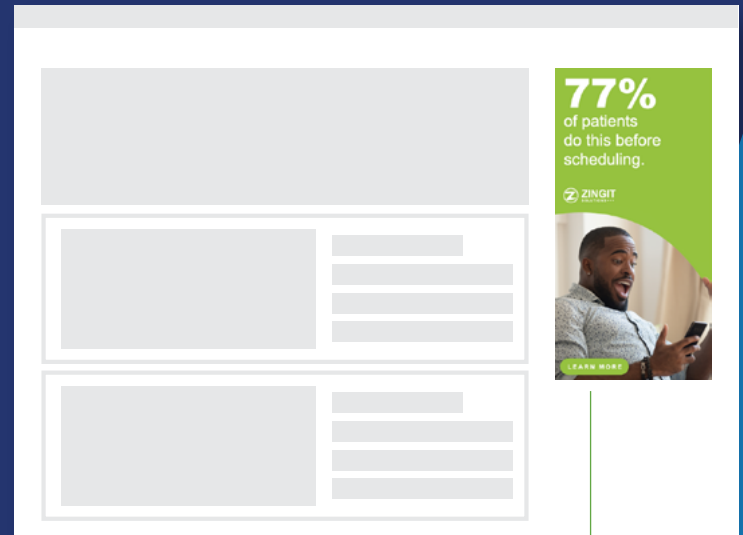 77%
of patients
do this before
scheduling.
ZINGIT
LEARN MORE